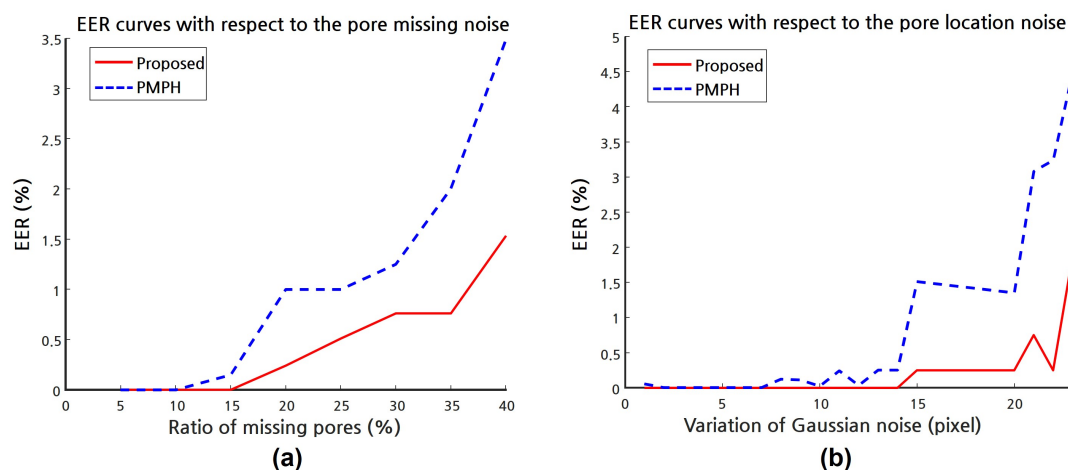 EER curves with respect to the pore missing noise
Proposed
PMPH
EER (%)
3.5
3
2.5
2
1.5
1
0.5
0
0 5 10 15 20 25 30 35 40
Ratio of missing pores (%)
(a)
EER curves with respect to the pore location noise
Proposed
PMPH
EER (%)
5
4.5
4
3.5
3
2.5
2
1.5
1
0.5
0
0 5 10 15 20
Variation of Gaussian noise (pixel)
(b)